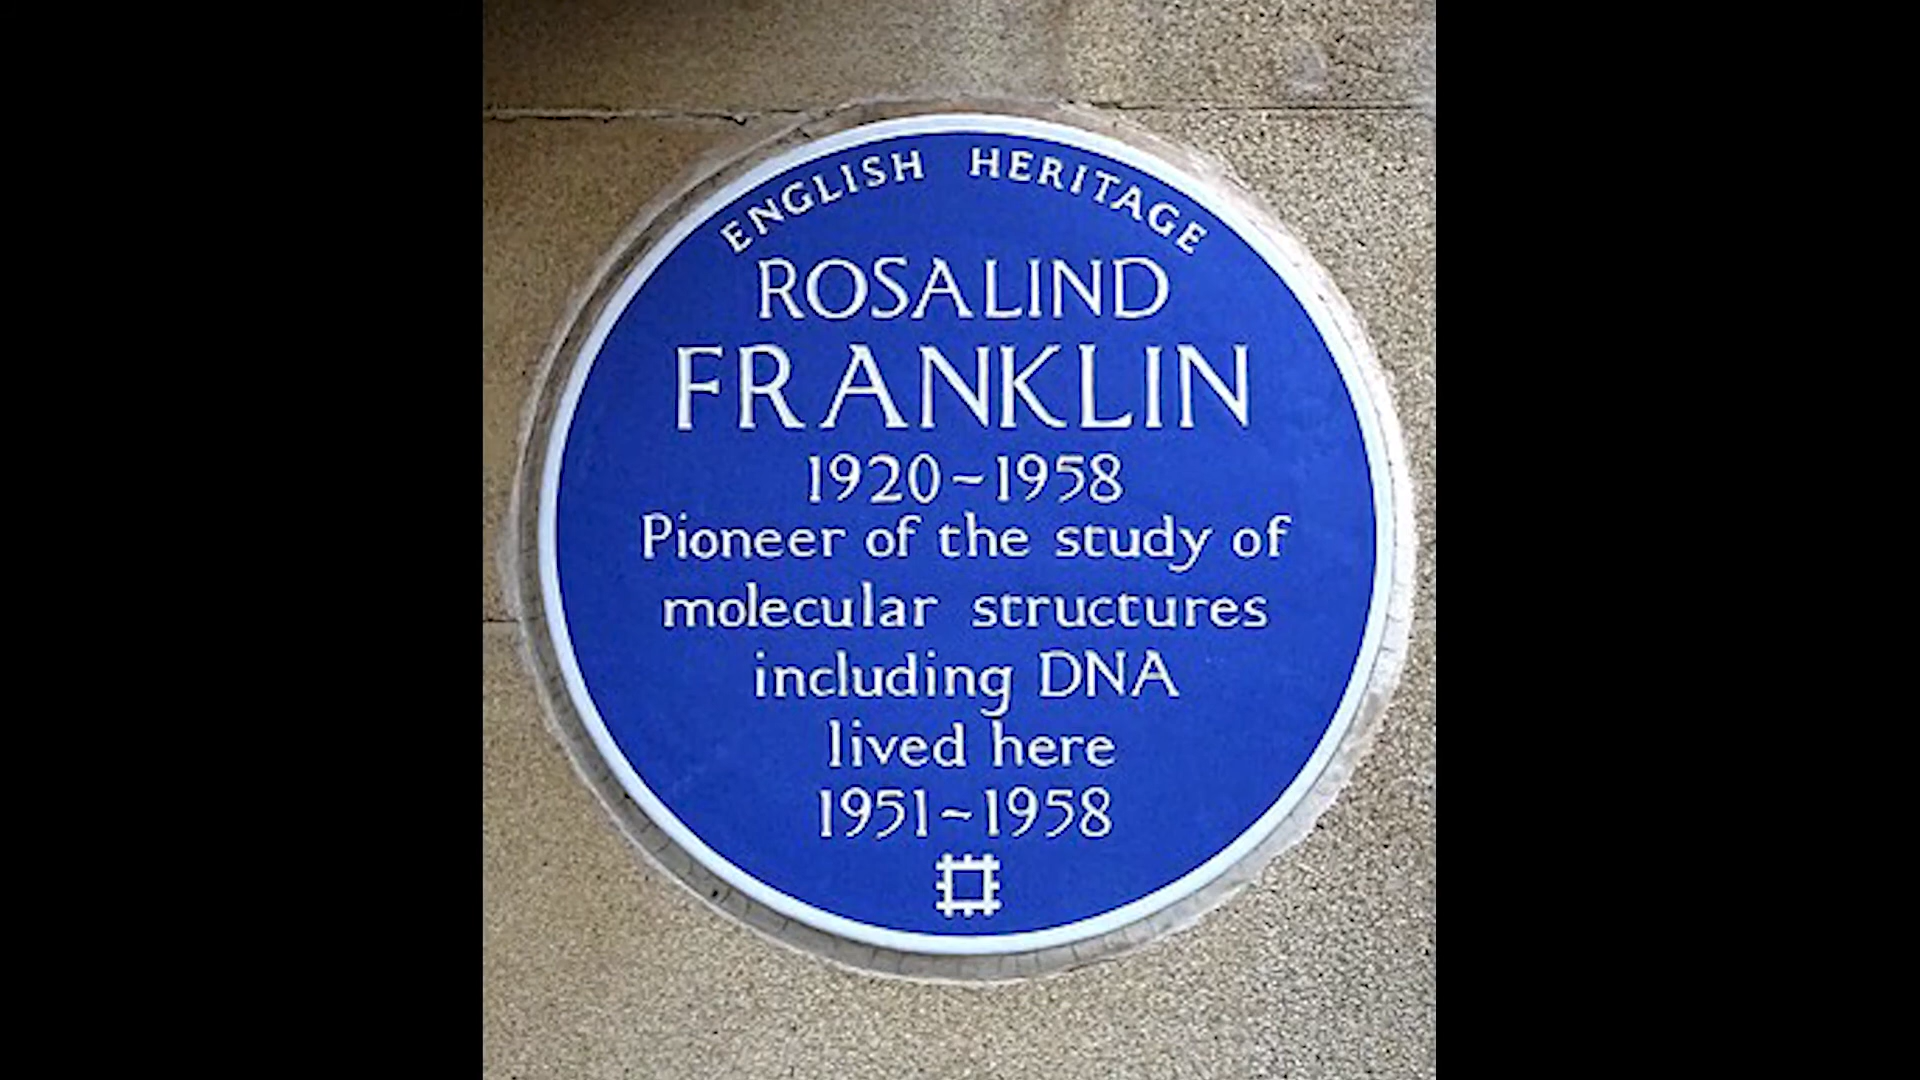 ENGLISH HERITAGE
ROSALIND
FRANKLIN
1920~1958
Pioneer of the study of
molecular structures
including DNA
lived here
1951~1958